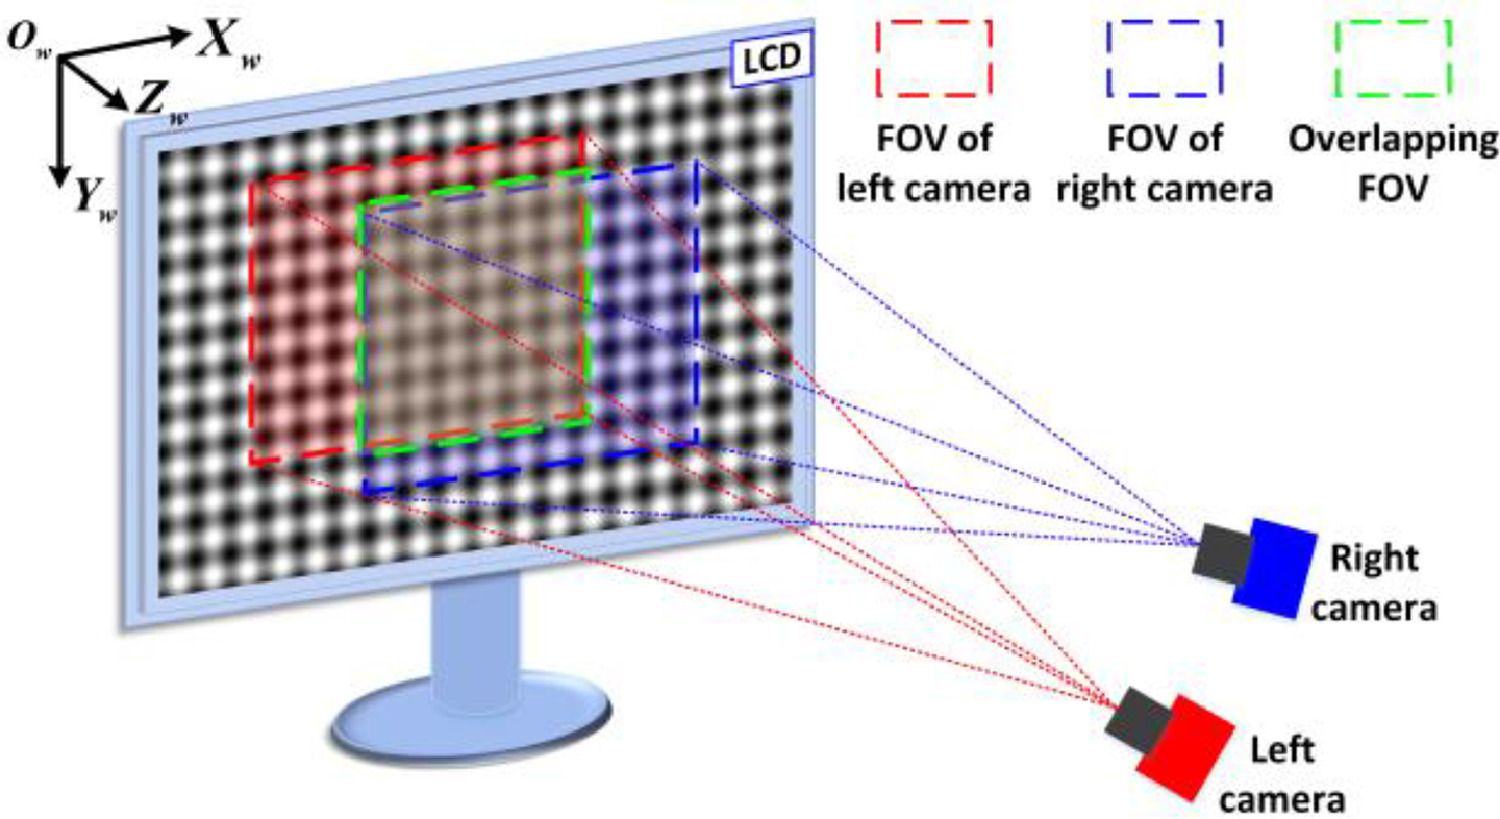 Ow
Xw
Zw
Yw
LCD
FOV of
left camera
FOV of
right camera
Overlapping
FOV
Right
camera
Left
camera